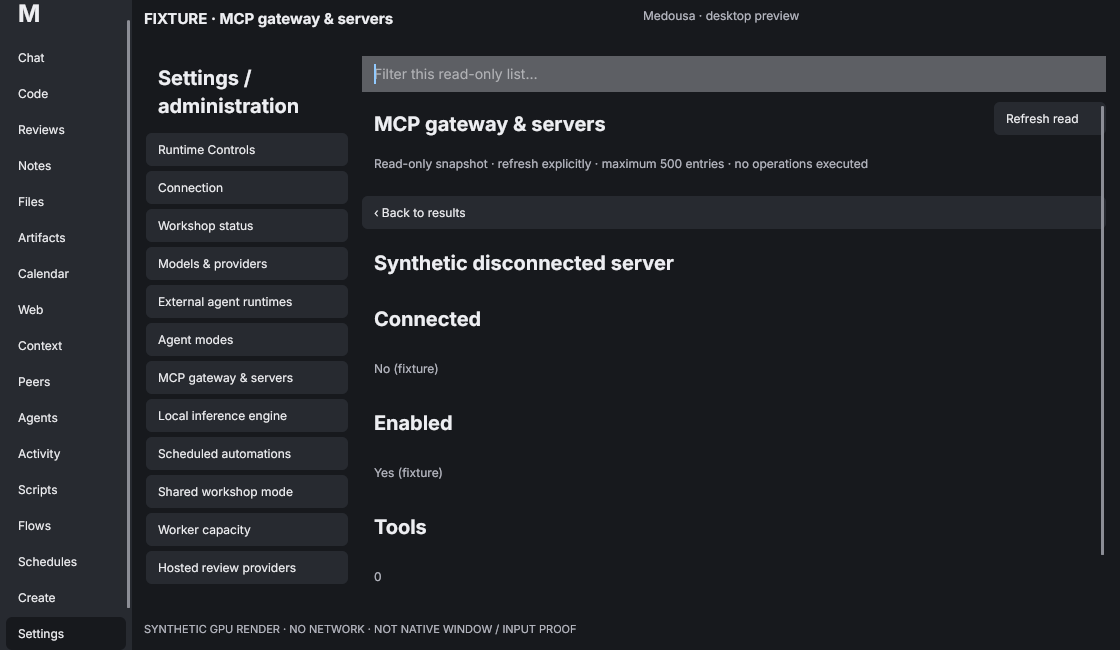 M
Chat
Code
Reviews
Notes
Files
Artifacts
Calendar
Web
Context
Peers
Agents
Activity
Scripts
Flows
Schedules
Create
Settings
FIXTURE · MCP gateway & servers
Medousa · desktop preview
Settings /
administration
Runtime Controls
Connection
Workshop status
Models & providers
External agent runtimes
Agent modes
MCP gateway & servers
Local inference engine
Scheduled automations
Shared workshop mode
Worker capacity
Hosted review providers
Filter this read-only list...
MCP gateway & servers
Refresh read
Read-only snapshot · refresh explicitly · maximum 500 entries · no operations executed
‹ Back to results
Synthetic disconnected server
Connected
No (fixture)
Enabled
Yes (fixture)
Tools
0
SYNTHETIC GPU RENDER · NO NETWORK · NOT NATIVE WINDOW / INPUT PROOF